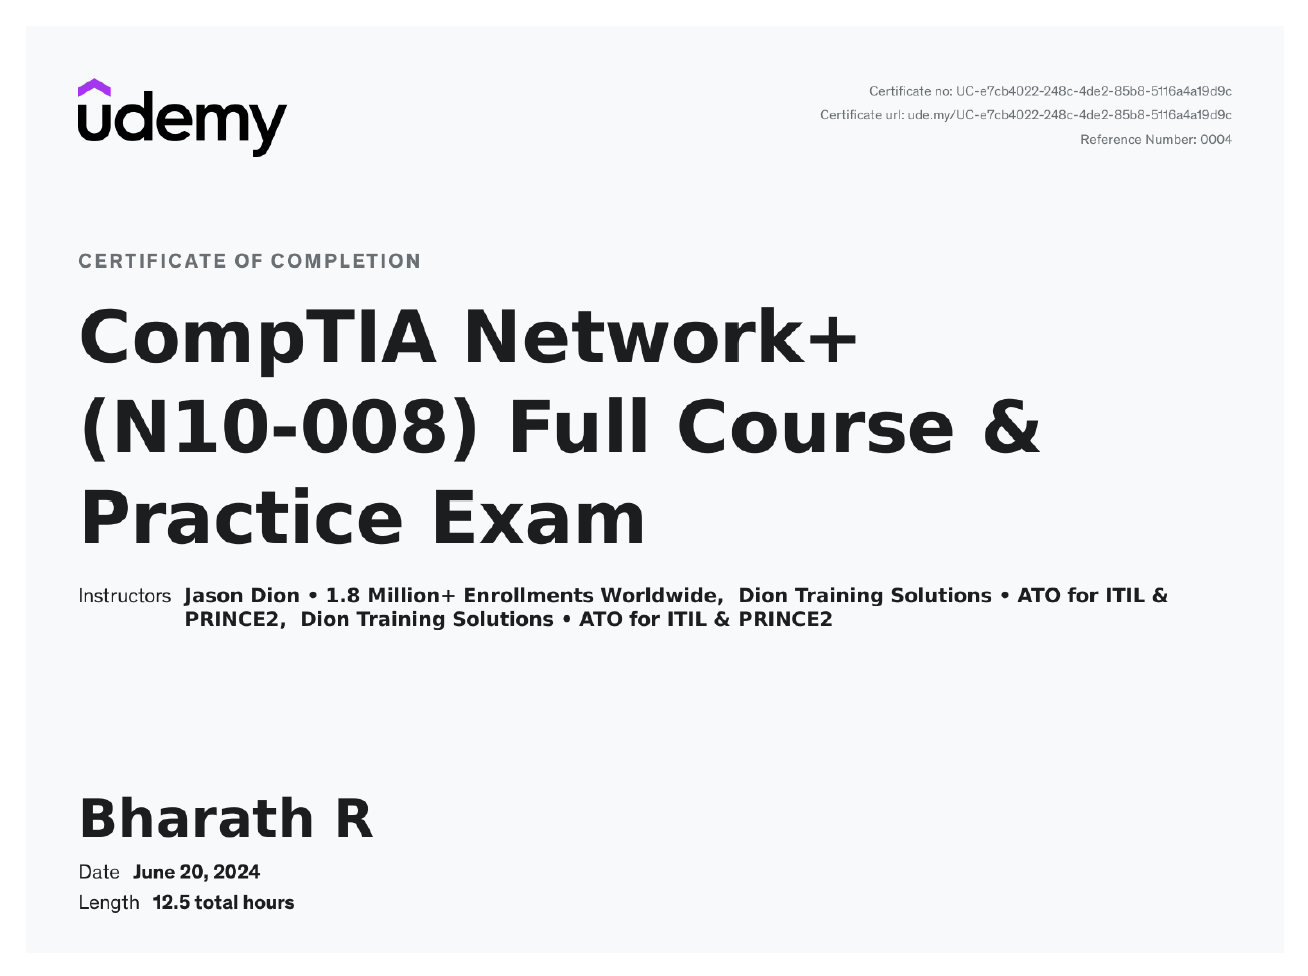 udemy
Certificate no: UC-e7cb4022-248c-4de2-85b8-5116a4a19d9c
Certificate url: ude.my/UC-e7cb4022-248c-4de2-85b8-5116a4a19d9c
Reference Number: 0004
CERTIFICATE OF COMPLETION
CompTIA Network+
(N10-008) Full Course &
Practice Exam
Instructors Jason Dion • 1.8 Million+ Enrollments Worldwide, Dion Training Solutions • ATO for ITIL &
PRINCE2, Dion Training Solutions • ATO for ITIL & PRINCE2
Bharath R
Date June 20, 2024
Length 12.5 total hours